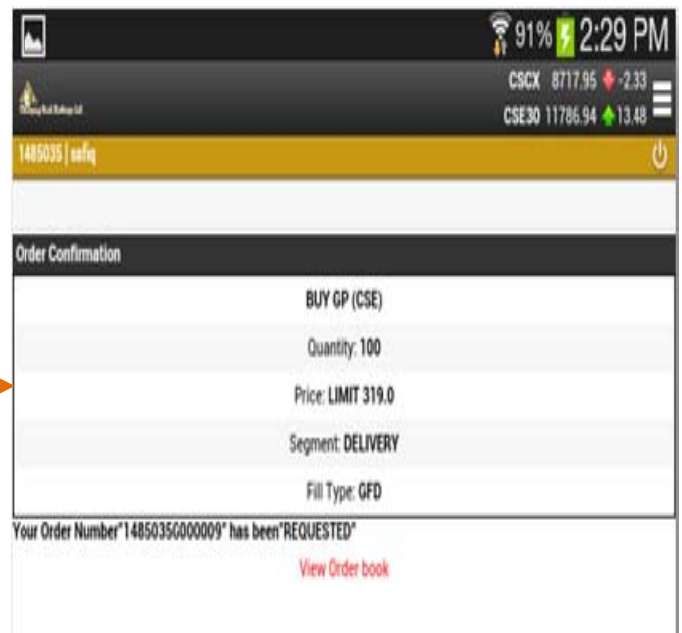 91% 2:29 PM
CSCX 8717.95 -2.33
CSE30 11786.94 13.48
1485035 | safiq
Order Confirmation
BUY GP (CSE)
Quantity: 100
Price: LIMIT 319.0
Segment: DELIVERY
Fill Type: GFD
Your Order Number"1485035G000009" has been"REQUESTED"
View Order book